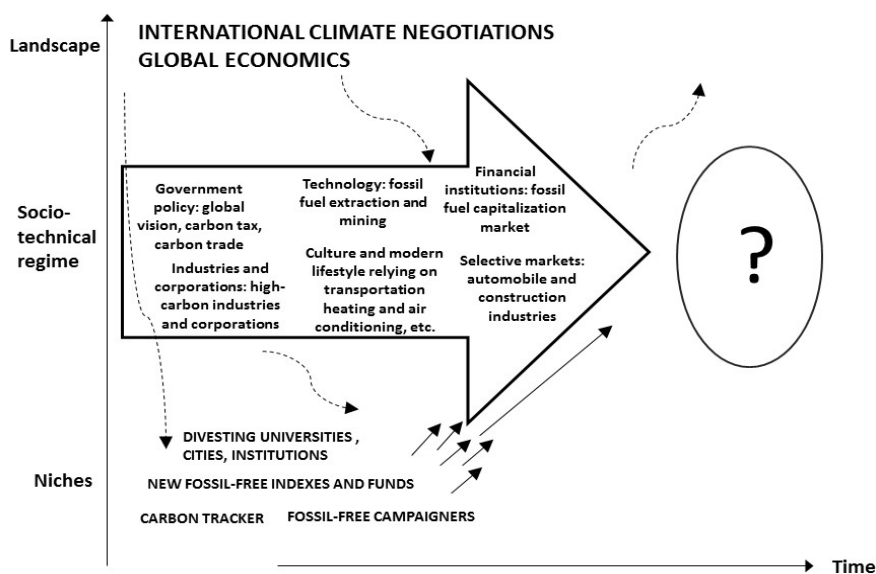 INTERNATIONAL CLIMATE NEGOTIATIONS
GLOBAL ECONOMICS
Landscape
Socio-
technical
regime
Government
policy: global
vision, carbon tax,
carbon trade
Industries and
corporations: high-
carbon industries
and corporations
Technology: fossil
fuel extraction and
mining
Culture and modern
lifestyle relying on
transportation
heating and air
conditioning, etc.
Financial
institutions: fossil
fuel capitalization
market
Selective markets:
automobile and
construction
industries
?
Niches
DIVESTING UNIVERSITIES ,
CITIES, INSTITUTIONS
NEW FOSSIL-FREE INDEXES AND FUNDS
CARBON TRACKER
FOSSIL-FREE CAMPAIGNERS
Time